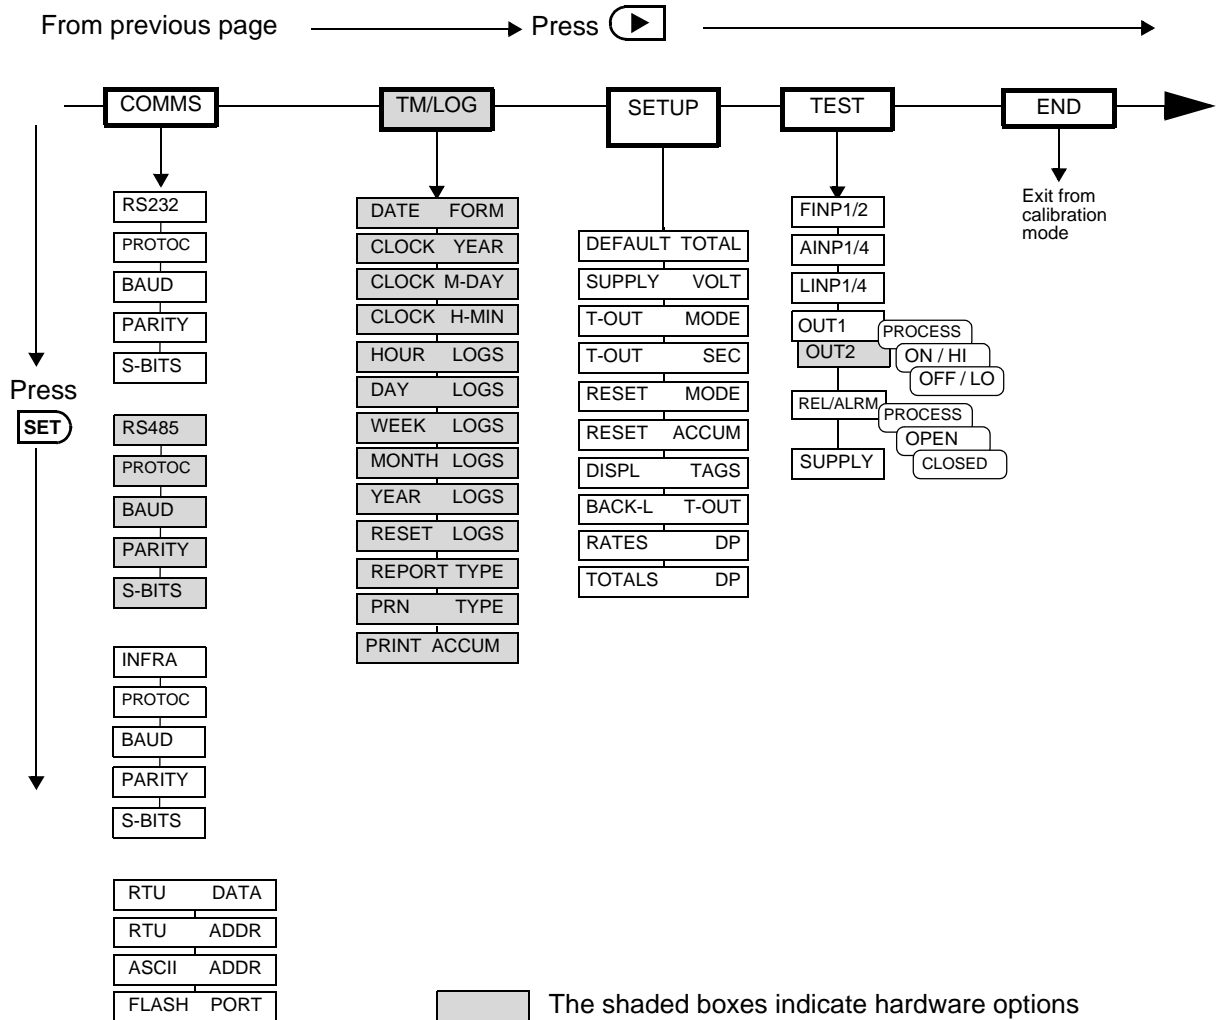 From previous page
Press
COMMS
TM/LOG
SETUP
TEST
END
Press
SET
RS232
PROTOC
BAUD
PARITY
S-BITS
RS485
PROTOC
BAUD
PARITY
S-BITS
INFRA
PROTOC
BAUD
PARITY
S-BITS
RTU DATA
RTU ADDR
ASCII ADDR
FLASH PORT
DATE FORM
CLOCK YEAR
CLOCK M-DAY
CLOCK H-MIN
HOUR LOGS
DAY LOGS
WEEK LOGS
MONTH LOGS
YEAR LOGS
RESET LOGS
REPORT TYPE
PRN TYPE
PRINT ACCUM
DEFAULT TOTAL
SUPPLY VOLT
T-OUT MODE
T-OUT SEC
RESET MODE
RESET ACCUM
DISPL TAGS
BACK-L T-OUT
RATES DP
TOTALS DP
FINP1/2
AINP1/4
LINP1/4
OUT1
OUT2
PROCESS
ON / HI
OFF / LO
REL/ALRM
PROCESS
OPEN
CLOSED
SUPPLY
Exit from
calibration
mode
The shaded boxes indicate hardware options